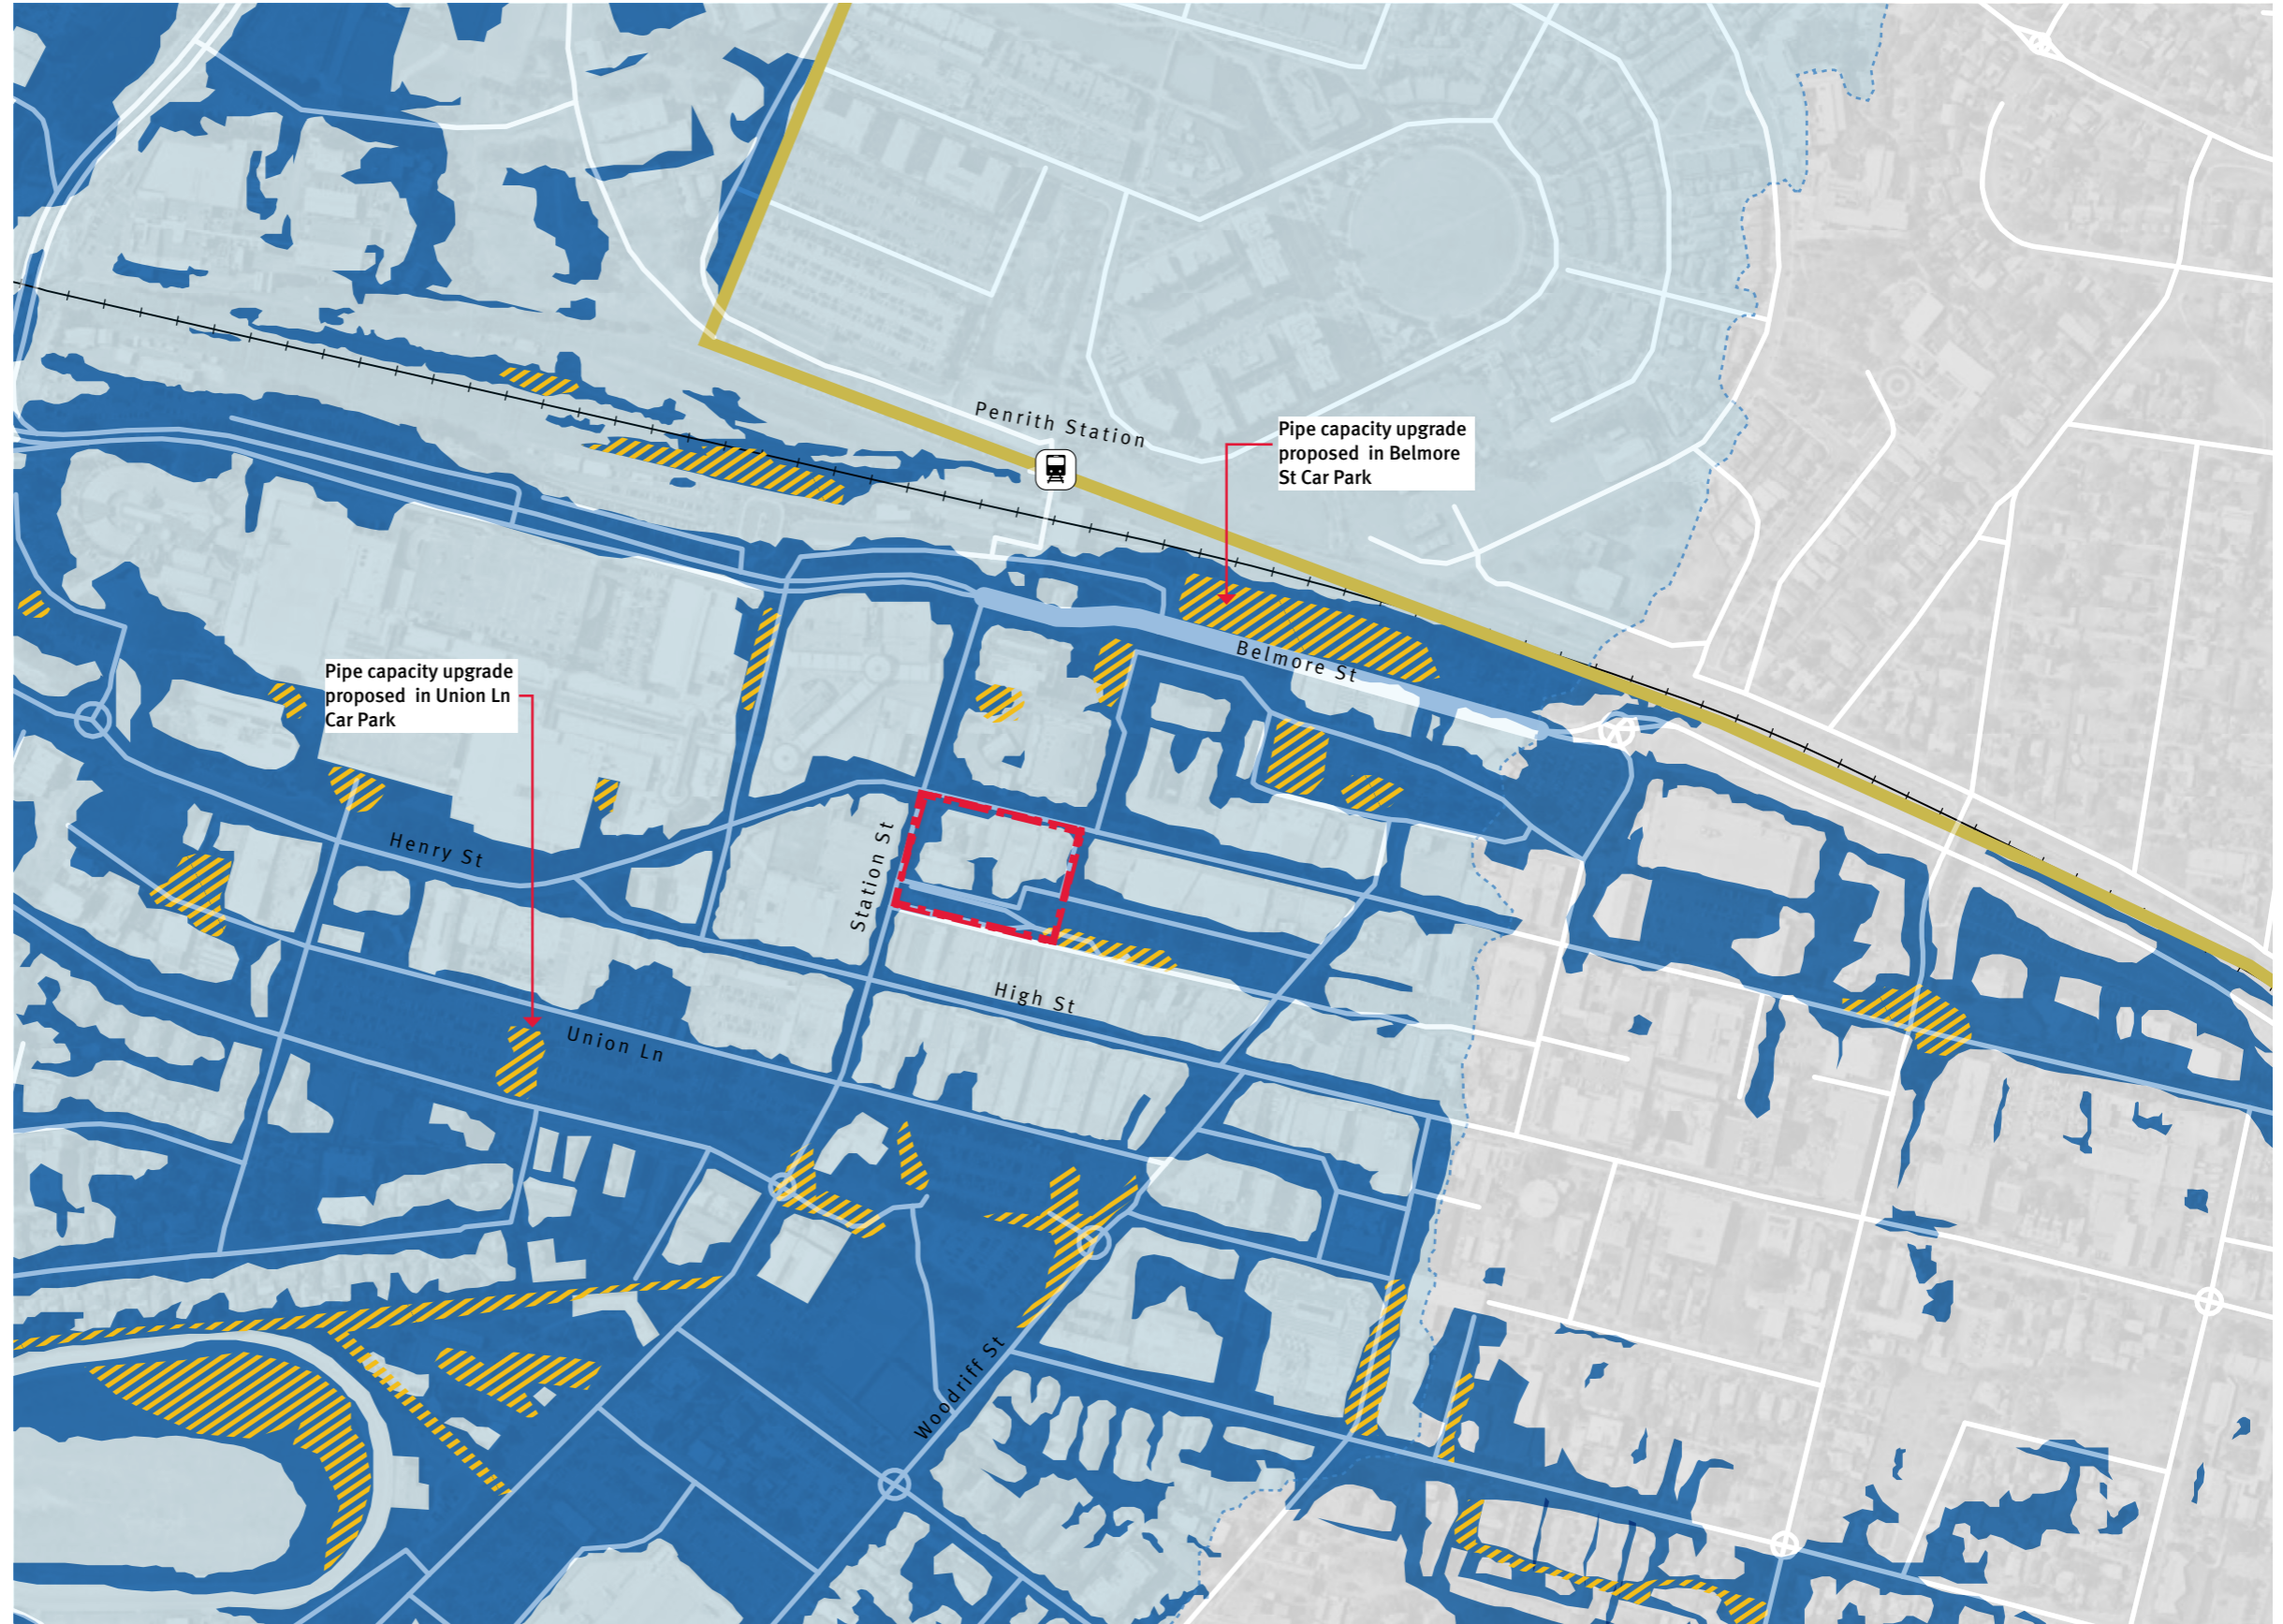 Penrith Station
Pipe capacity upgrade
proposed in Belmore
St Car Park
Belmore St
Pipe capacity upgrade
proposed in Union Ln
Car Park
Henry St
Station St
High St
Union Ln
Woodriff St